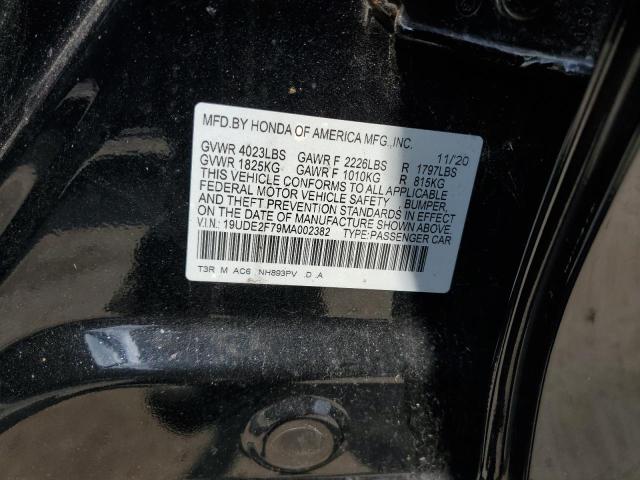 MFD.BY HONDA OF AMERICA MFG.,INC.
11/20
GVWR 4023LBS GAWR F 2226LBS R 1797LBS
GVWR 1825KG GAWR F 1010KG R 815KG
THIS VEHICLE CONFORMS TO ALL APPLICABLE
FEDERAL MOTOR VEHICLE SAFETY , BUMPER,
AND THEFT PREVENTION STANDARDS IN EFFECT
ON THE DATE OF MANUFACTURE SHOWN ABOVE.
V.I.N.: 19UDE2F79MA002382 TYPE:PASSENGER CAR
T3R M AC6 NH893PV .D .A